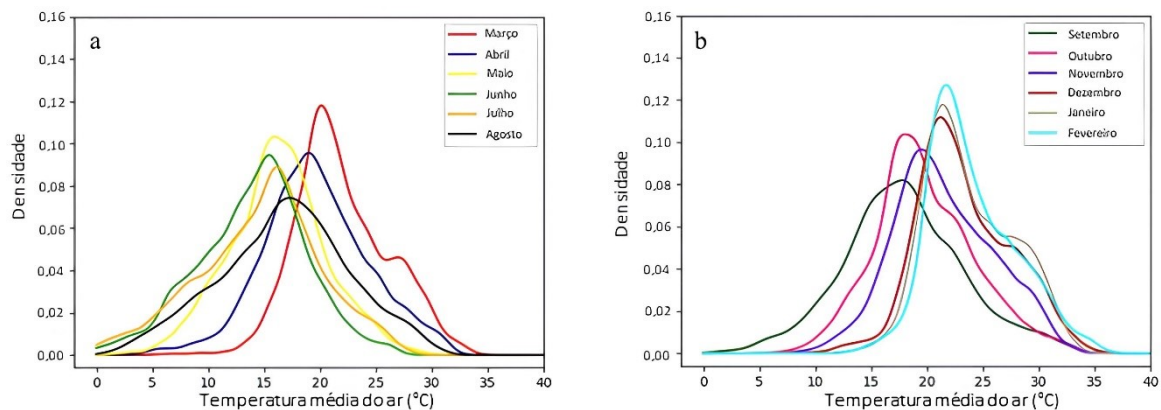 a
0,16
0,14
0,12
0,10
0,08
0,06
0,04
0,02
0,00
Densidade
Março
Abril
Maio
Junho
Julho
Agosto
0 5 10 15 20 25 30 35 40
Temperatura média do ar (°C)
b
0,16
0,14
0,12
0,10
0,08
0,06
0,04
0,02
0,00
Densidade
Setembro
Outubro
Novembro
Dezembro
Janeiro
Fevereiro
0 5 10 15 20 25 30 35 40
Temperatura média do ar (°C)